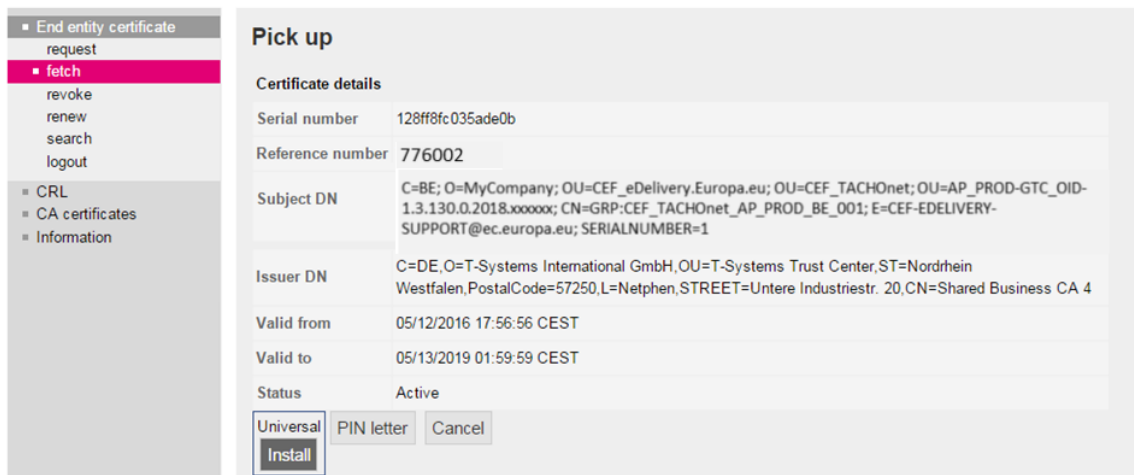 End entity certificate
request
fetch
revoke
renew
search
logout
CRL
CA certificates
Information
Pick up
Certificate details
Serial number 128ff8fc035ade0b
Reference number 776002
Subject DN C=BE; O=MyCompany; OU=CEF_eDelivery.Europa.eu; OU=CEF_TACHOnet; OU=AP_PROD-GTC_OID-
1.3.130.0.2018.xxxxxx; CN=GRP:CEF_TACHOnet_AP_PROD_BE_001; E=CEF-EDELIVERY-
SUPPORT@ec.europa.eu; SERIALNUMBER=1
Issuer DN C=DE,O=T-Systems International GmbH,OU=T-Systems Trust Center,ST=Nordrhein
Westfalen,PostalCode=57250,L=Netphen,STREET=Untere Industriestr. 20,CN=Shared Business CA 4
Valid from 05/12/2016 17:56:56 CEST
Valid to 05/13/2019 01:59:59 CEST
Status Active
Universal
Install
PIN letter
Cancel